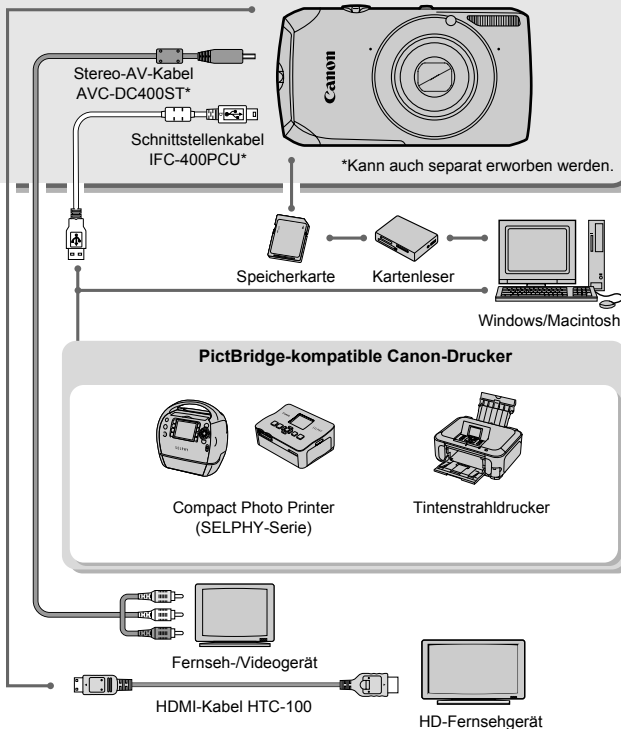 Stereo-AV-Kabel
AVC-DC400ST*
Canon
Schnittstellenkabel
IFC-400PCU*
*Kann auch separat erworben werden.
Speicherkarte
Kartenleser
Windows/Macintosh
PictBridge-kompatible Canon-Drucker
SELPHY
Compact Photo Printer
(SELPHY-Serie)
Tintenstrahldrucker
Fernseh-/Videogerät
HDMI-Kabel HTC-100
HD-Fernsehgerät